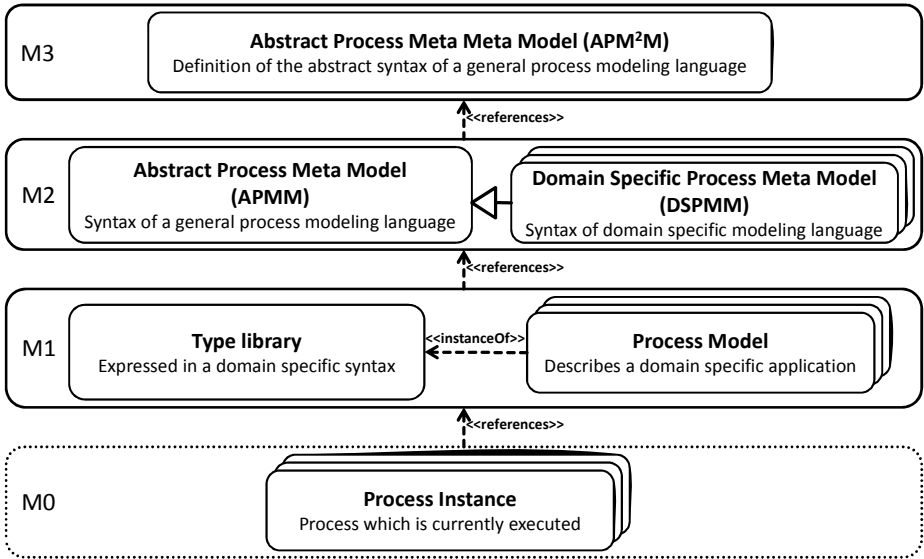 M3
Abstract Process Meta Meta Model (APM²M)
Definition of the abstract syntax of a general process modeling language
<<references>>
M2
Abstract Process Meta Model
(APMM)
Syntax of a general process modeling language
Domain Specific Process Meta Model
(DSPMM)
Syntax of domain specific modeling language
<<references>>
M1
Type library
Expressed in a domain specific syntax
<<instanceOf>>
Process Model
Describes a domain specific application
<<references>>
M0
Process Instance
Process which is currently executed